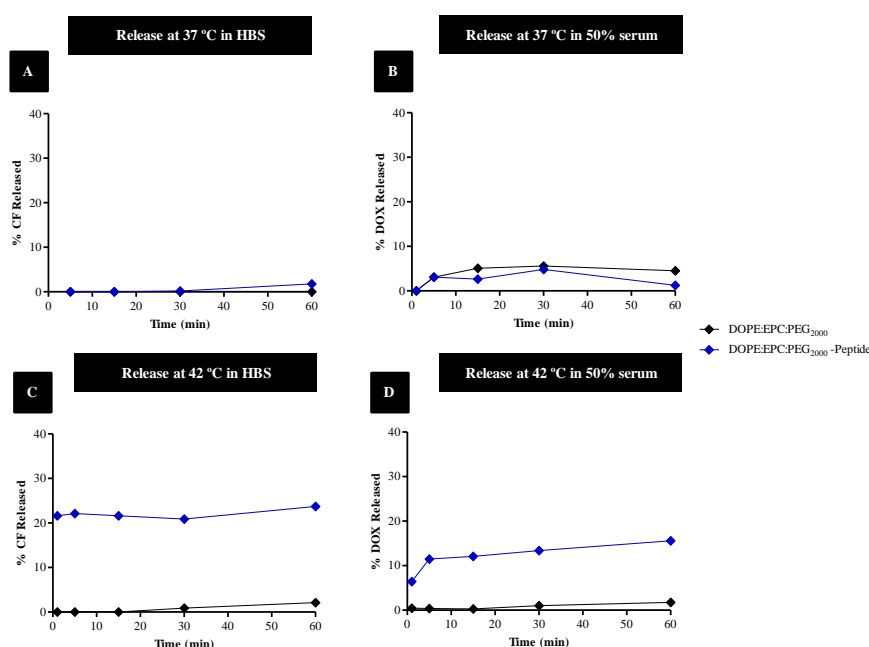 Release at 37 ºC in HBS
Release at 37 ºC in 50% serum
A
B
40
30
20
10
0
% CF Released
0 10 20 30 40 50 60
Time (min)
40
30
20
10
0
% DOX Released
0 10 20 30 40 50 60
Time (min)
DOPE:EPC:PEG2000
DOPE:EPC:PEG2000 -Peptide
Release at 42 ºC in HBS
Release at 42 ºC in 50% serum
C
D
40
30
20
10
0
% CF Released
0 10 20 30 40 50 60
Time (min)
40
30
20
10
0
% DOX Released
0 10 20 30 40 50 60
Time (min)